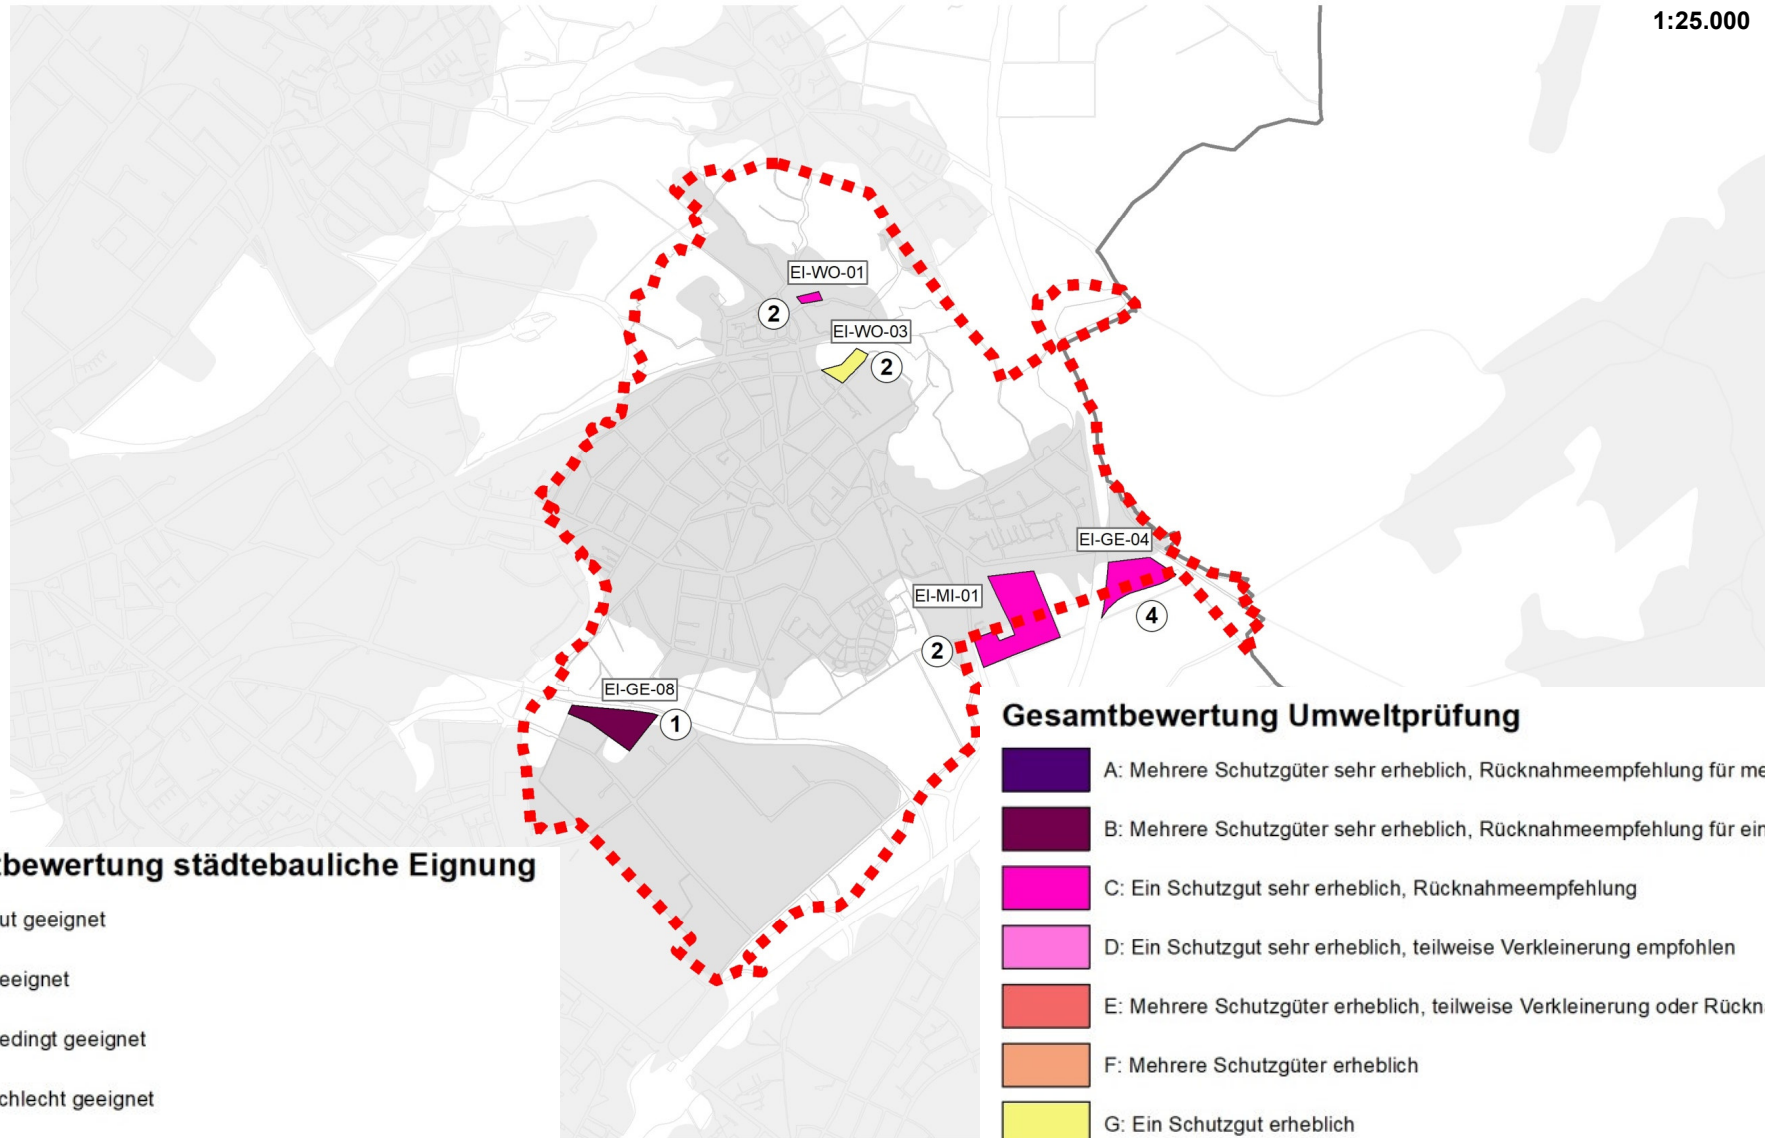 1:25.000
EI-WO-01
2
EI-WO-03
2
EI-GE-04
EI-MI-01
4
2
EI-GE-08
1
Gesamtbewertung Umweltprüfung
A: Mehrere Schutzgüter sehr erheblich, Rücknahmeempfehlung für me
B: Mehrere Schutzgüter sehr erheblich, Rücknahmeempfehlung für ein
C: Ein Schutzgut sehr erheblich, Rücknahmeempfehlung
D: Ein Schutzgut sehr erheblich, teilweise Verkleinerung empfohlen
E: Mehrere Schutzgüter erheblich, teilweise Verkleinerung oder Rückn
F: Mehrere Schutzgüter erheblich
G: Ein Schutzgut erheblich
tbewertung städtebauliche Eignung
ut geeignet
eeignet
edingt geeignet
chlecht geeignet